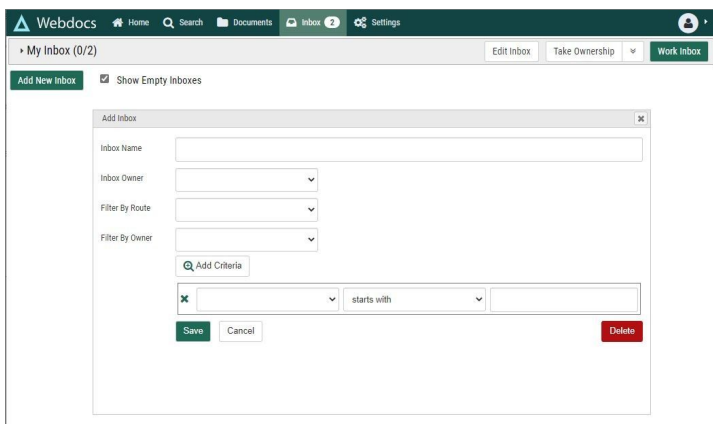 Webdocs Home Search Documents Inbox 2 Settings
My Inbox (0/2) Edit Inbox Take Ownership Work Inbox
Add New Inbox Show Empty Inboxes
Add Inbox
Inbox Name
Inbox Owner
Filter By Route
Filter By Owner
Add Criteria
starts with
Save Cancel Delete